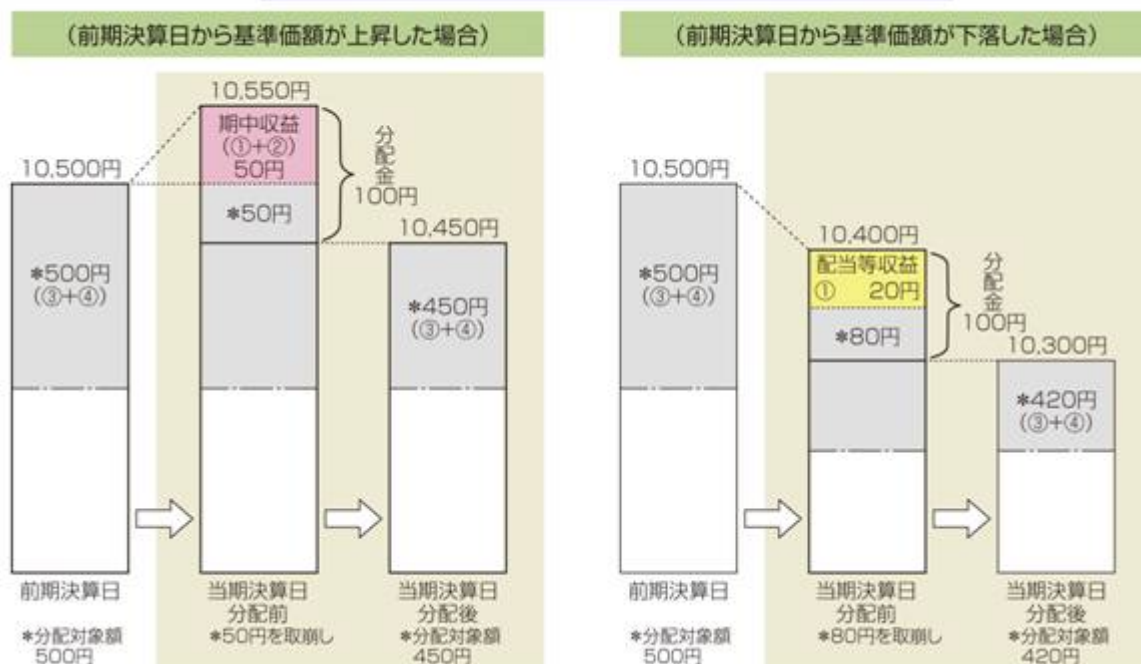 (前期決算日から基準価額が上昇した場合)
10,550円
期中収益
(①+②)
50円
*50円
分配金
100円
10,500円
*500円
(③+④)
10,450円
*450円
(③+④)
前期決算日
*分配対象額
500円
当期決算日
分配前
*50円を取崩し
当期決算日
分配後
*分配対象額
450円
(前期決算日から基準価額が下落した場合)
10,500円
*500円
(③+④)
10,400円
配当等収益
① 20円
*80円
分配金
100円
10,300円
*420円
(③+④)
前期決算日
*分配対象額
500円
当期決算日
分配前
*80円を取崩し
当期決算日
分配後
*分配対象額
420円